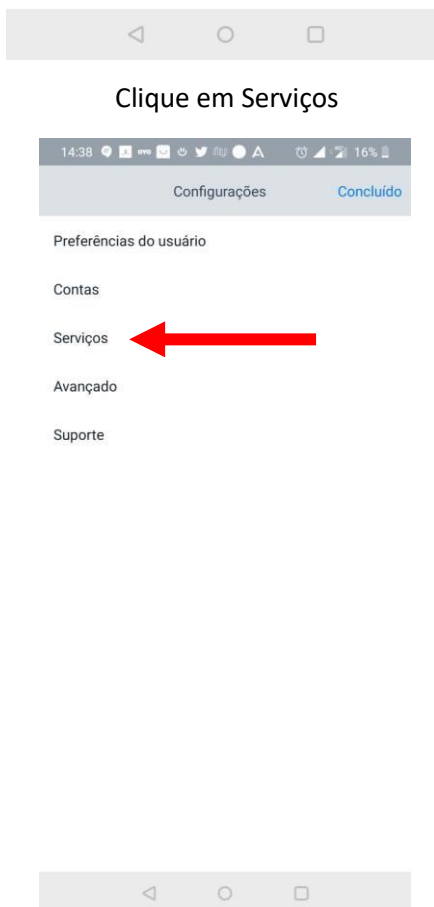 Clique em Serviços
14:38 A 16%
Configurações Concluído
Preferências do usuário
Contas
Serviços
Avançado
Suporte